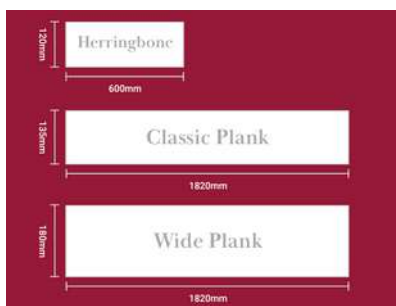 120mm
Herringbone
600mm
135mm
Classic Plank
1820mm
180mm
Wide Plank
1820mm